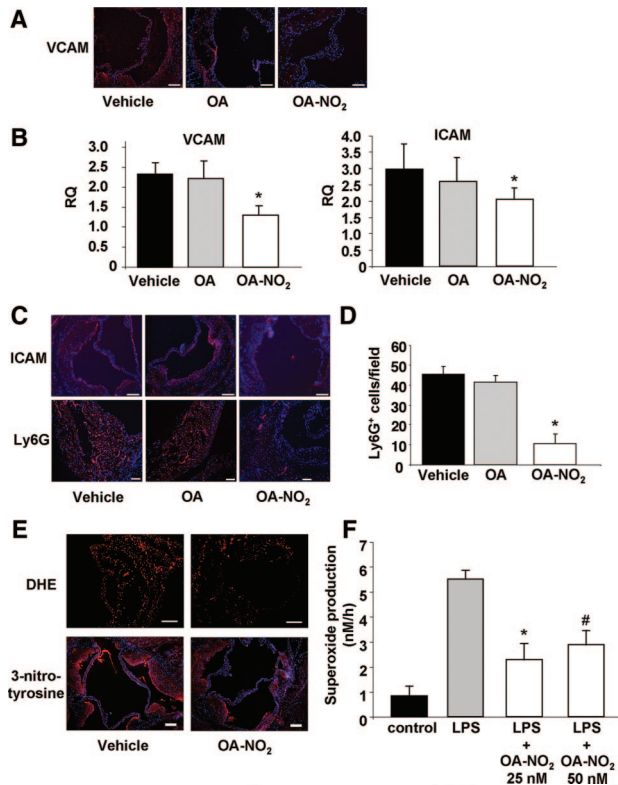 A
VCAM
Vehicle OA OA-NO₂
B
VCAM
RQ
3.0
2.5
2.0
1.5
1.0
0.5
0
*
Vehicle OA OA-NO₂
ICAM
RQ
4.0
3.5
3.0
2.5
2.0
1.5
1.0
0.5
0
*
Vehicle OA OA-NO₂
C
ICAM
Ly6G
Vehicle OA OA-NO₂
D
Ly6G⁺ cells/field
60
50
40
30
20
10
0
*
Vehicle OA OA-NO₂
E
DHE
3-nitro-
tyrosine
Vehicle OA-NO₂
F
Superoxide production
(nM/h)
7
6
5
4
3
2
1
0
*
#
control LPS LPS LPS
+ +
OA-NO₂ OA-NO₂
25 nM 50 nM